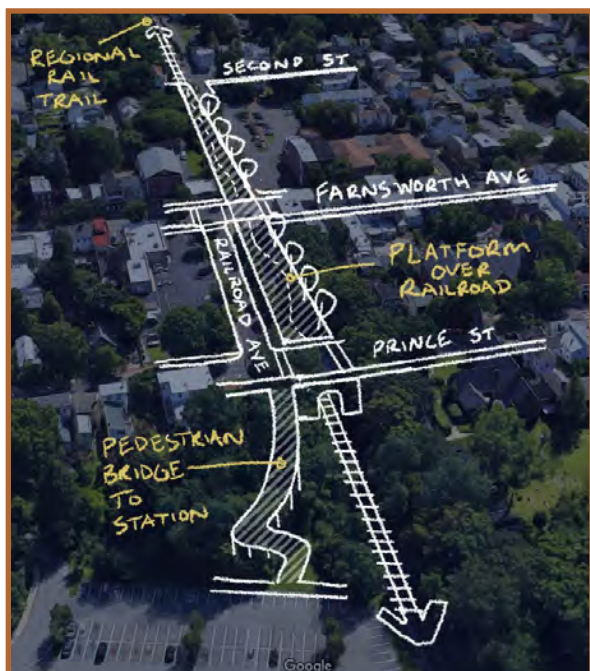 REGIONAL
RAIL
TRAIL
SECOND ST
FARNSWORTH AVE
RAILROAD AVE
PLATFORM
OVER
RAILROAD
PRINCE ST
PEDESTRIAN
BRIDGE
TO
STATION
Google